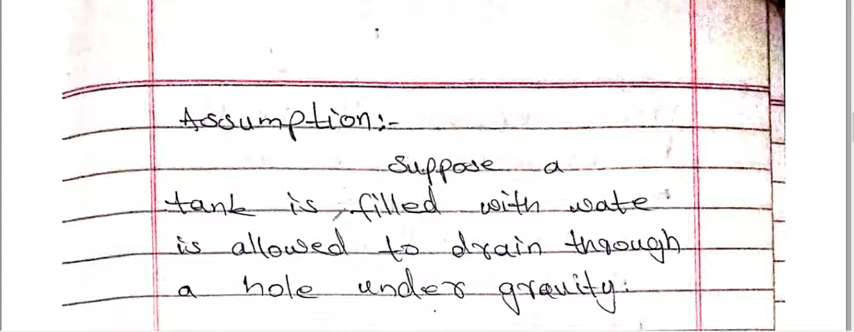 Assumption:-
Suppose a
tank is filled with wate
is allowed to drain through
a hole under gravity.